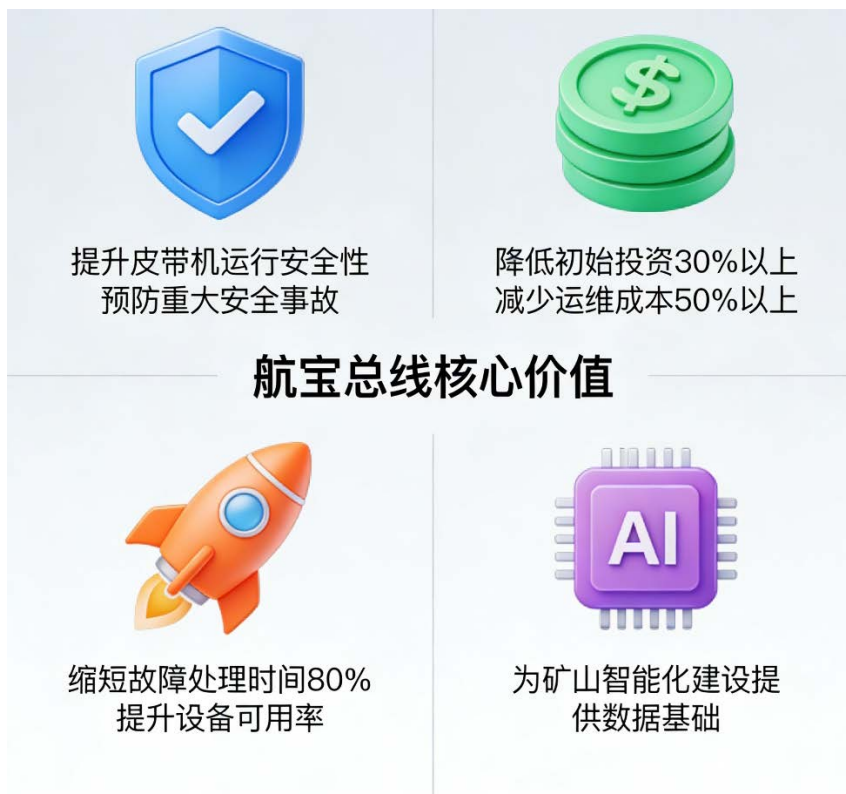 提升皮带机运行安全性
预防重大安全事故
$
降低初始投资30%以上
减少运维成本50%以上
航宝总线核心价值
缩短故障处理时间80%
提升设备可用率
AI
为矿山智能化建设提
供数据基础